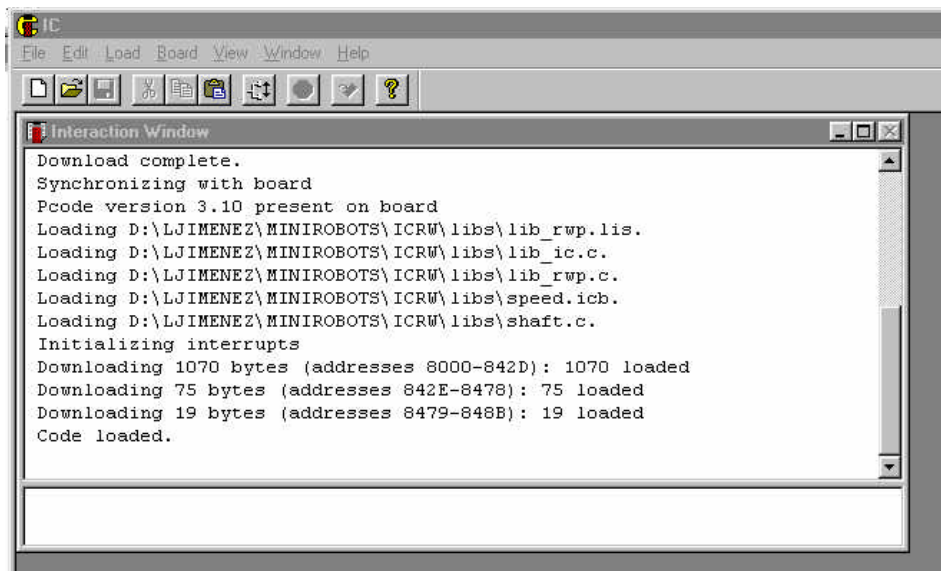 IC
File Edit Load Board View Window Help
Interaction Window
Download complete.
Synchronizing with board
Pcode version 3.10 present on board
Loading D:\LJIMENEZ\MINIROBOTS\ICRW\libs\lib_rwp.lis.
Loading D:\LJIMENEZ\MINIROBOTS\ICRW\libs\lib_ic.c.
Loading D:\LJIMENEZ\MINIROBOTS\ICRW\libs\lib_rwp.c.
Loading D:\LJIMENEZ\MINIROBOTS\ICRW\libs\speed.icb.
Loading D:\LJIMENEZ\MINIROBOTS\ICRW\libs\shaft.c.
Initializing interrupts
Downloading 1070 bytes (addresses 8000-842D): 1070 loaded
Downloading 75 bytes (addresses 842E-8478): 75 loaded
Downloading 19 bytes (addresses 8479-848B): 19 loaded
Code loaded.